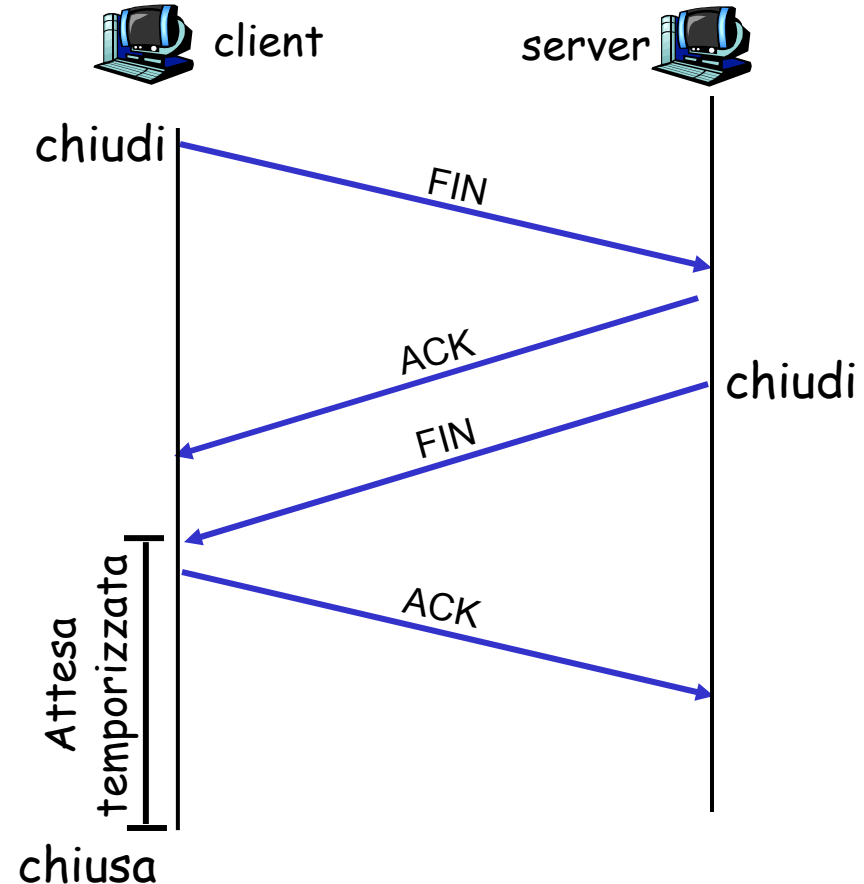 client
server
chiudi
FIN
ACK
chiudi
FIN
ACK
Attesa
temporizzata
chiusa